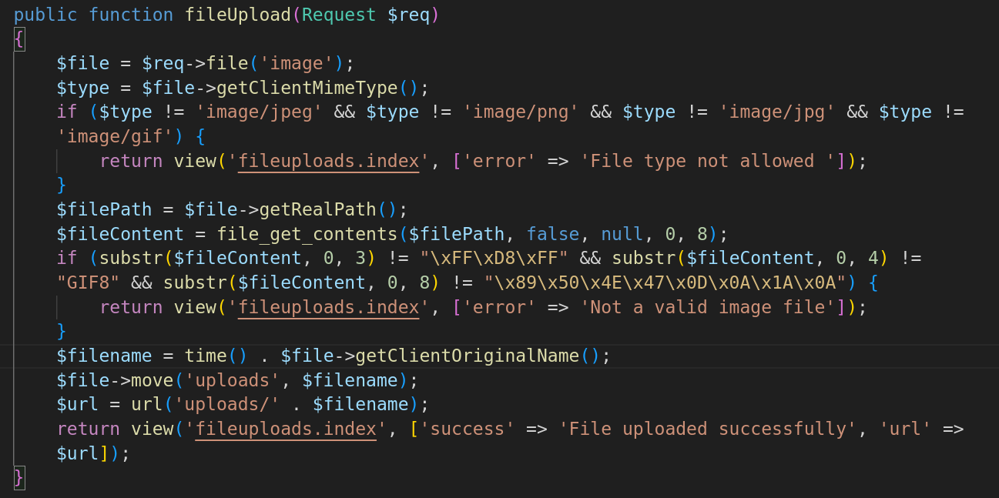 public function fileUpload(Request $req)
{
    $file = $req->file('image');
    $type = $file->getClientMimeType();
    if ($type != 'image/jpeg' && $type != 'image/png' && $type != 'image/jpg' && $type !=
    'image/gif') {
        return view('fileuploads.index', ['error' => 'File type not allowed ']);
    }
    $filePath = $file->getRealPath();
    $fileContent = file_get_contents($filePath, false, null, 0, 8);
    if (substr($fileContent, 0, 3) != "\xFF\xD8\xFF" && substr($fileContent, 0, 4) !=
    "GIF8" && substr($fileContent, 0, 8) != "\x89\x50\x4E\x47\x0D\x0A\x1A\x0A") {
        return view('fileuploads.index', ['error' => 'Not a valid image file']);
    }
    $filename = time() . $file->getClientOriginalName();
    $file->move('uploads', $filename);
    $url = url('uploads/' . $filename);
    return view('fileuploads.index', ['success' => 'File uploaded successfully', 'url' =>
    $url]);
}